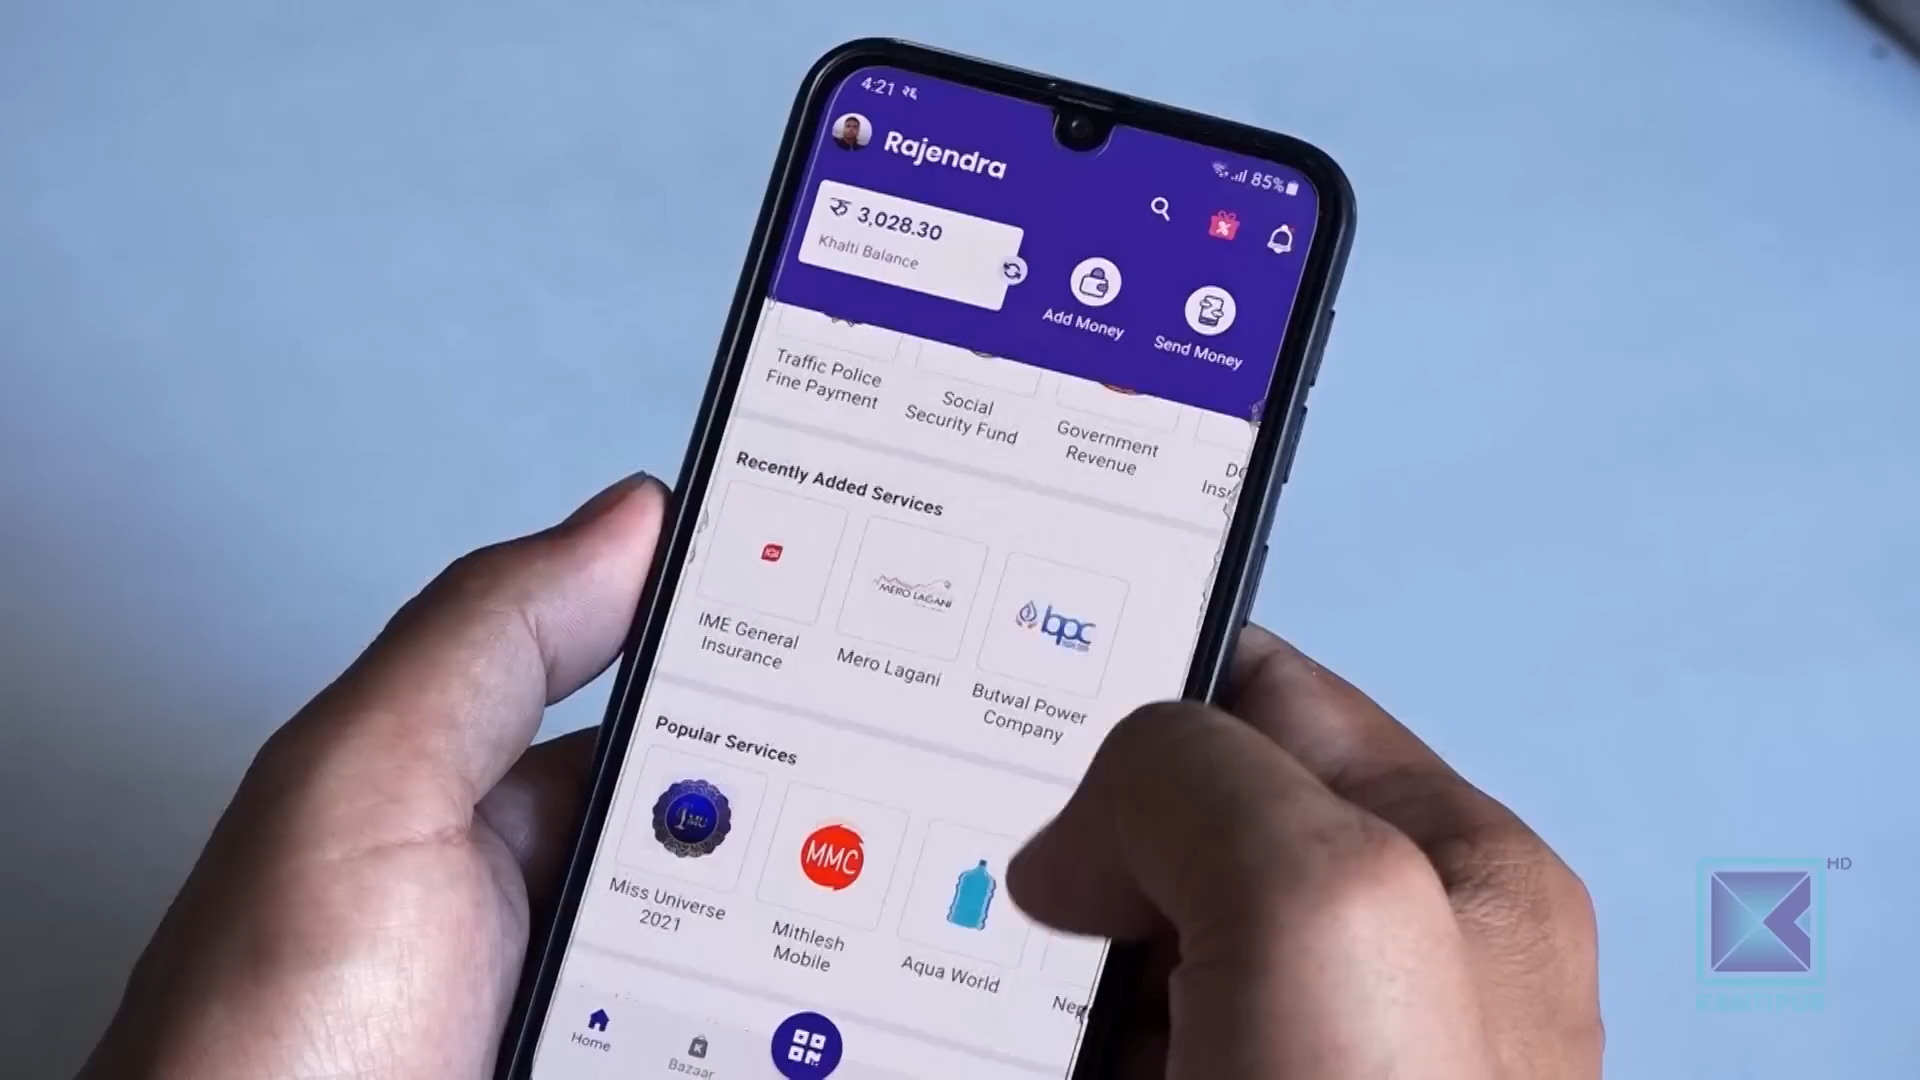 4:21
85%
Rajendra
रु 3,028.30
Khalti Balance
Add Money
Send Money
Traffic Police
Fine Payment
Social
Security Fund
Government
Revenue
Recently Added Services
IME General
Insurance
MERO LAGANI
Mero Lagani
bpc
Butwal Power
Company
Popular Services
Miss Universe
2021
MMC
Mithlesh
Mobile
Aqua World
Home
Bazaar
HD
KANTIPUR